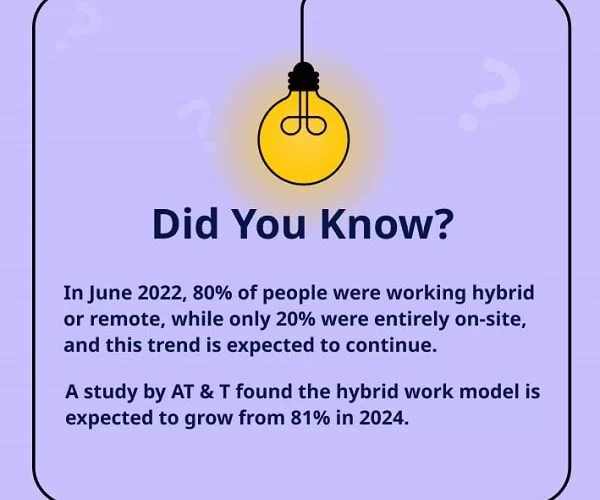 Did You Know?
In June 2022, 80% of people were working hybrid
or remote, while only 20% were entirely on-site,
and this trend is expected to continue.
A study by AT & T found the hybrid work model is
expected to grow from 81% in 2024.